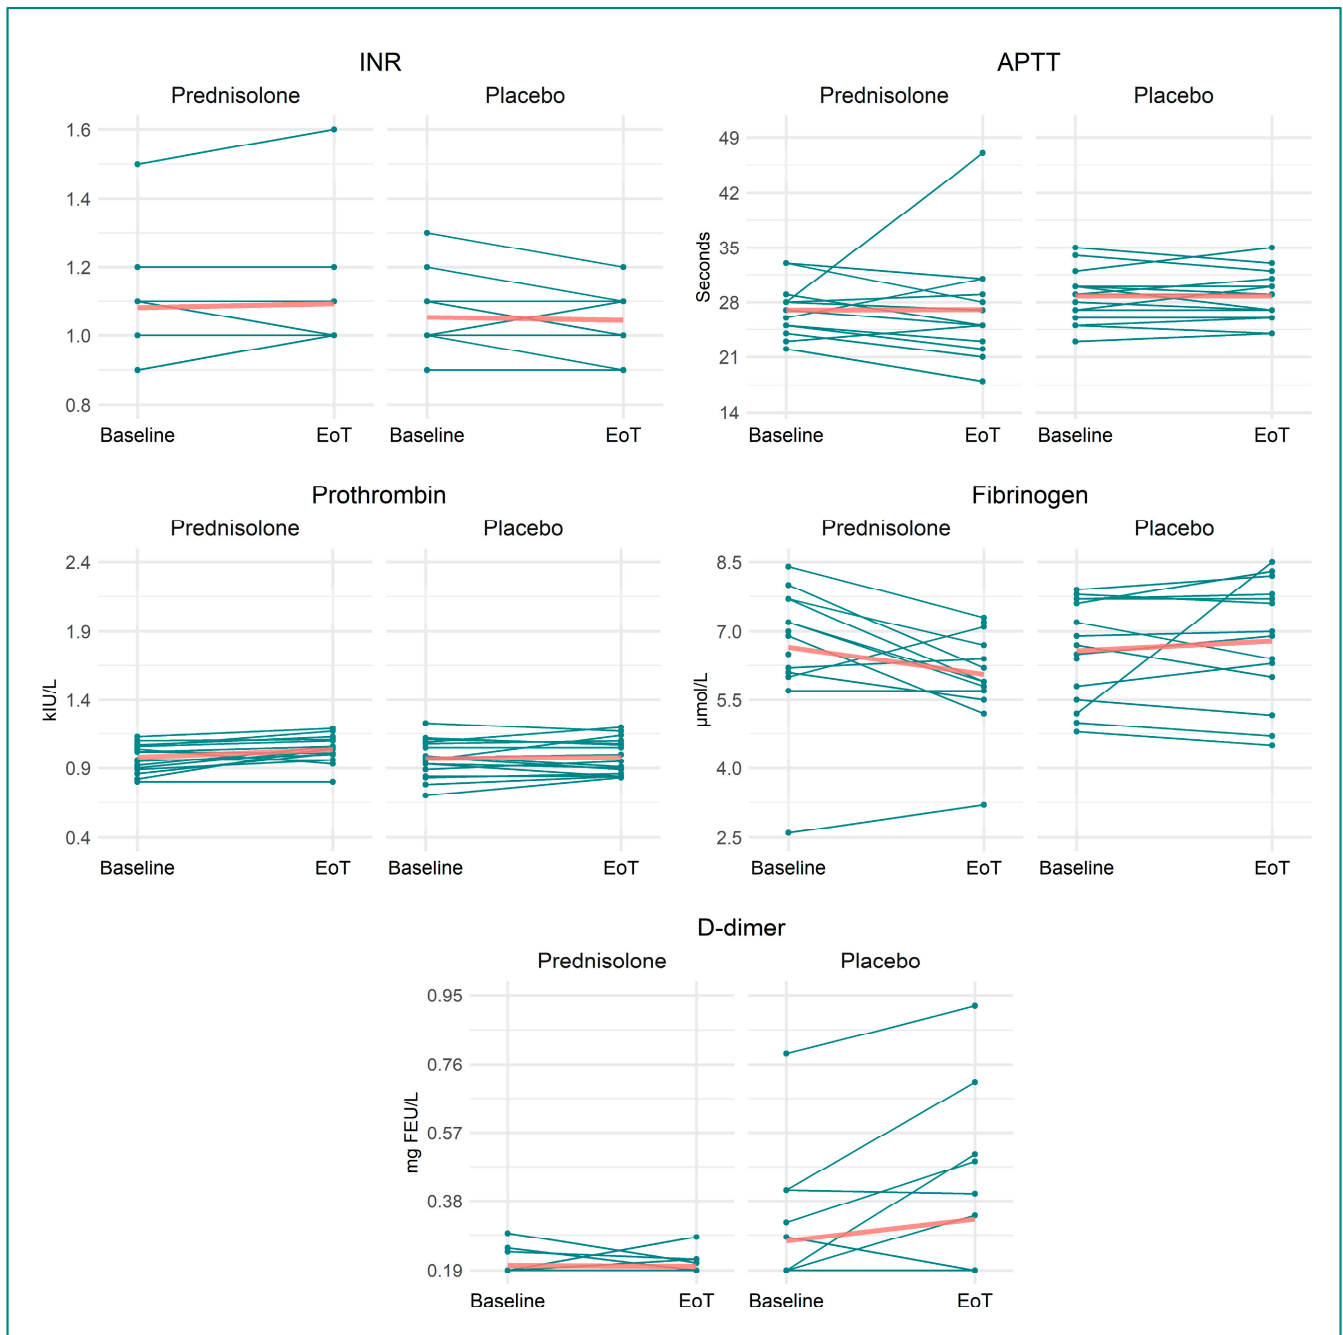 INR
Prednisolone Placebo
1.6
1.4
1.2
1.0
0.8
Baseline EoT Baseline EoT
APTT
Prednisolone Placebo
Seconds
49
42
35
28
21
14
Baseline EoT Baseline EoT
Prothrombin
Prednisolone Placebo
kIU/L
2.4
1.9
1.4
0.9
0.4
Baseline EoT Baseline EoT
Fibrinogen
Prednisolone Placebo
µmol/L
8.5
7.0
5.5
4.0
2.5
Baseline EoT Baseline EoT
D-dimer
Prednisolone Placebo
mg FEU/L
0.95
0.76
0.57
0.38
0.19
Baseline EoT Baseline EoT